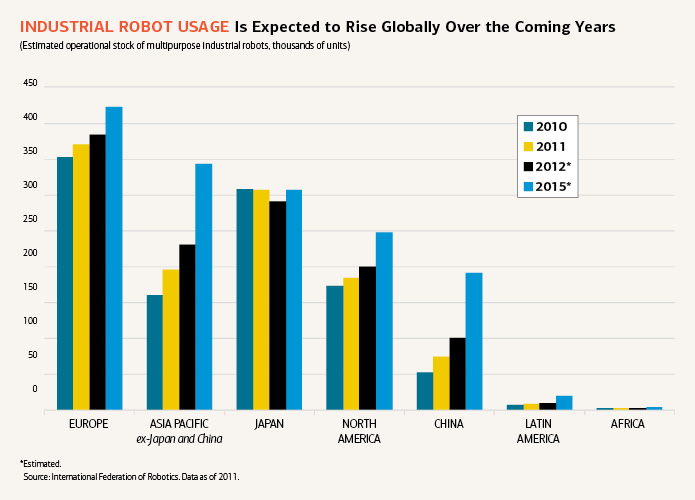 INDUSTRIAL ROBOT USAGE Is Expected to Rise Globally Over the Coming Years
(Estimated operational stock of multipurpose industrial robots, thousands of units)
450
400
350
300
250
200
150
100
50
0
2010
2011
2012*
2015*
EUROPE
ASIA PACIFIC
ex-Japan and China
JAPAN
NORTH
AMERICA
CHINA
LATIN
AMERICA
AFRICA
*Estimated.
Source: International Federation of Robotics. Data as of 2011.